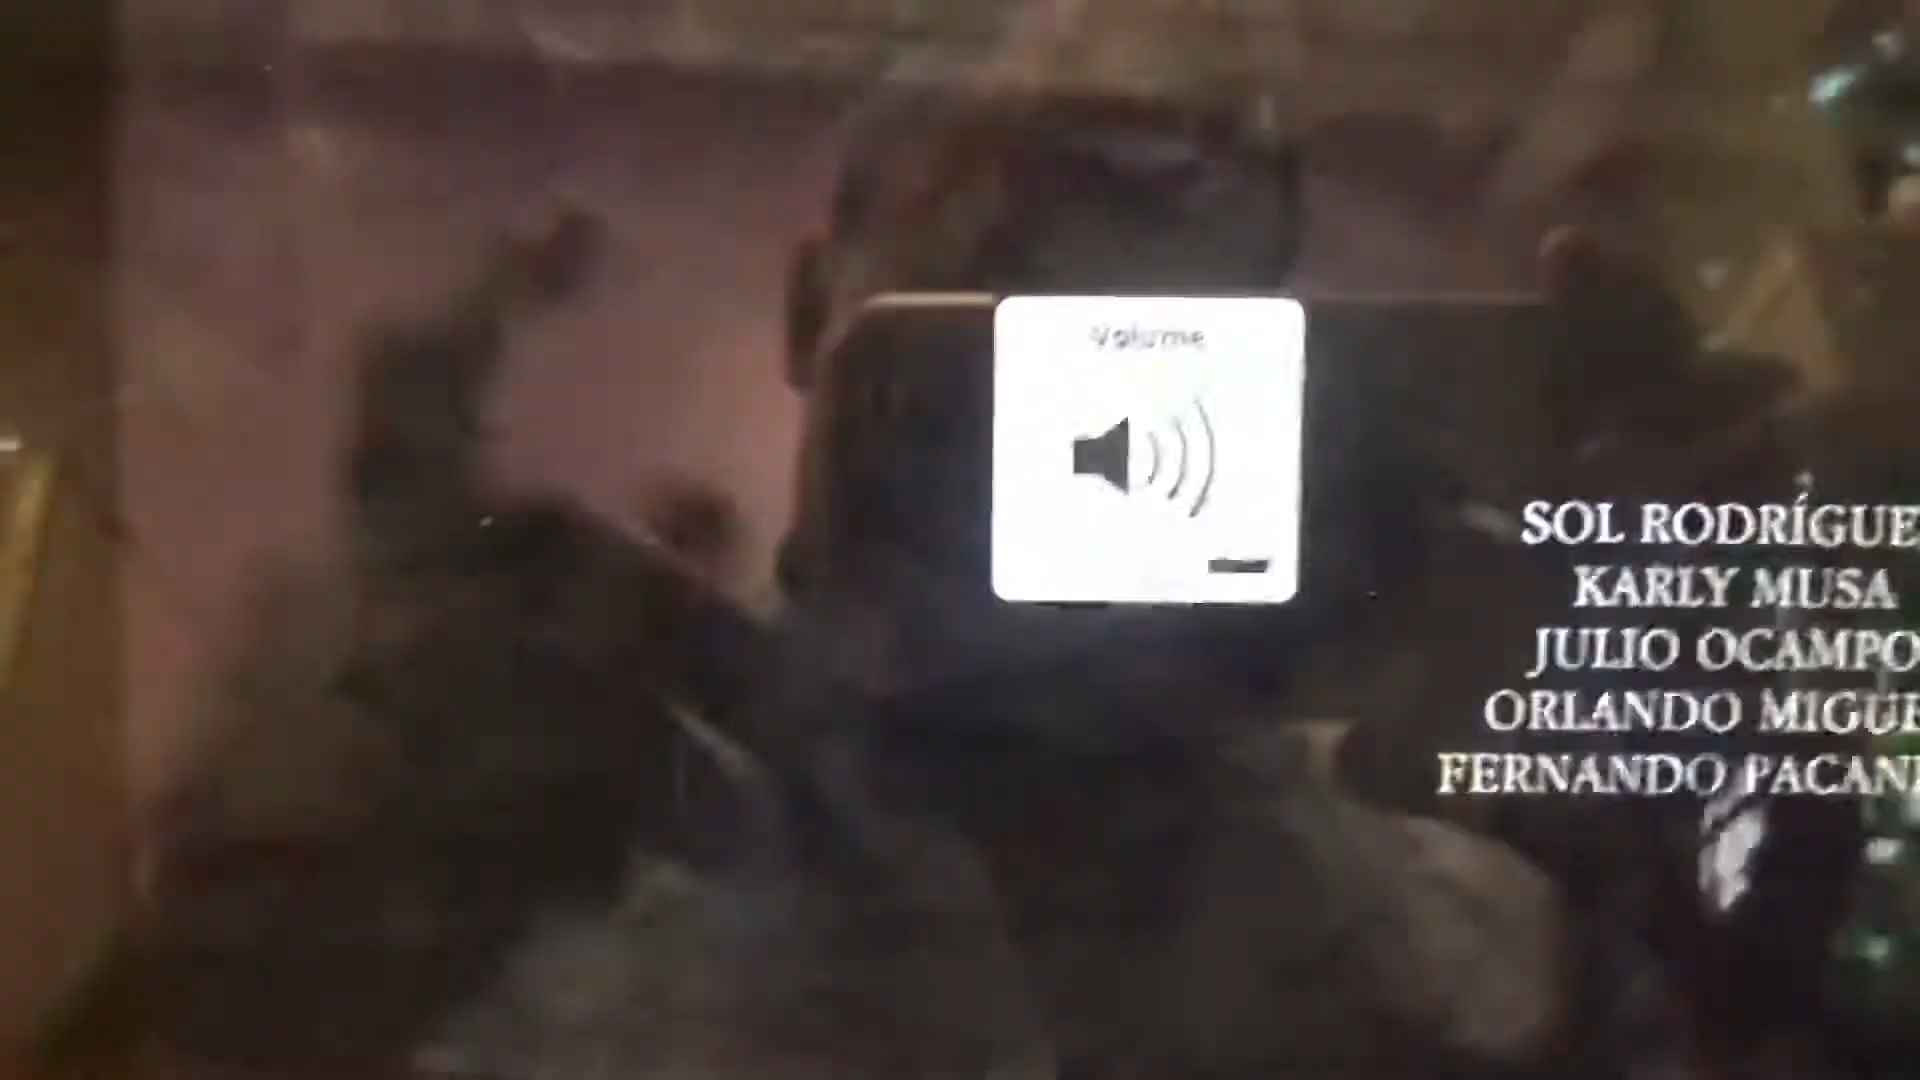 Volume
SOL RODRÍGUE
KARLY MUSA
JULIO OCAMPO
ORLANDO MIGUE
FERNANDO PACAN